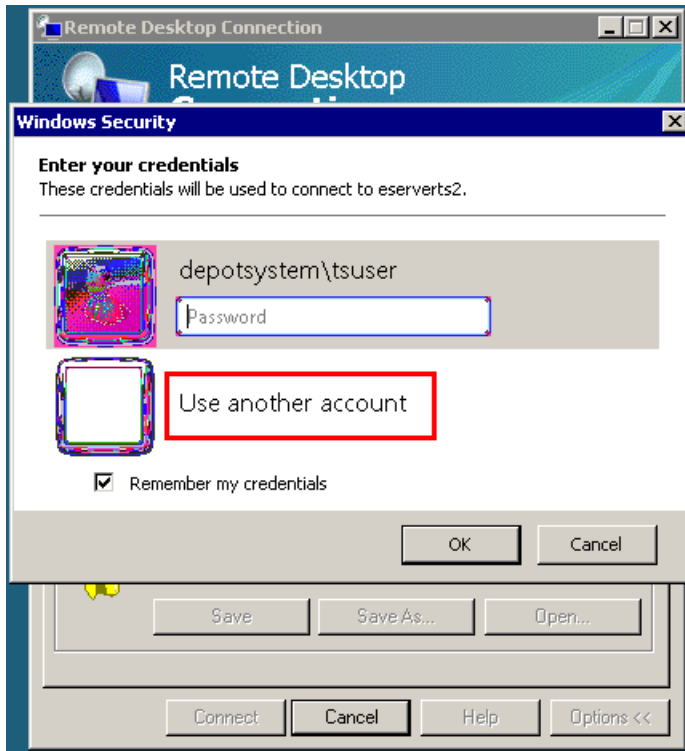 Remote Desktop Connection
Remote Desktop
Windows Security
Enter your credentials
These credentials will be used to connect to eserverts2.
depotsystem\tsuser
Password
Use another account
Remember my credentials
OK Cancel
Save Save As... Open...
Connect Cancel Help Options <<